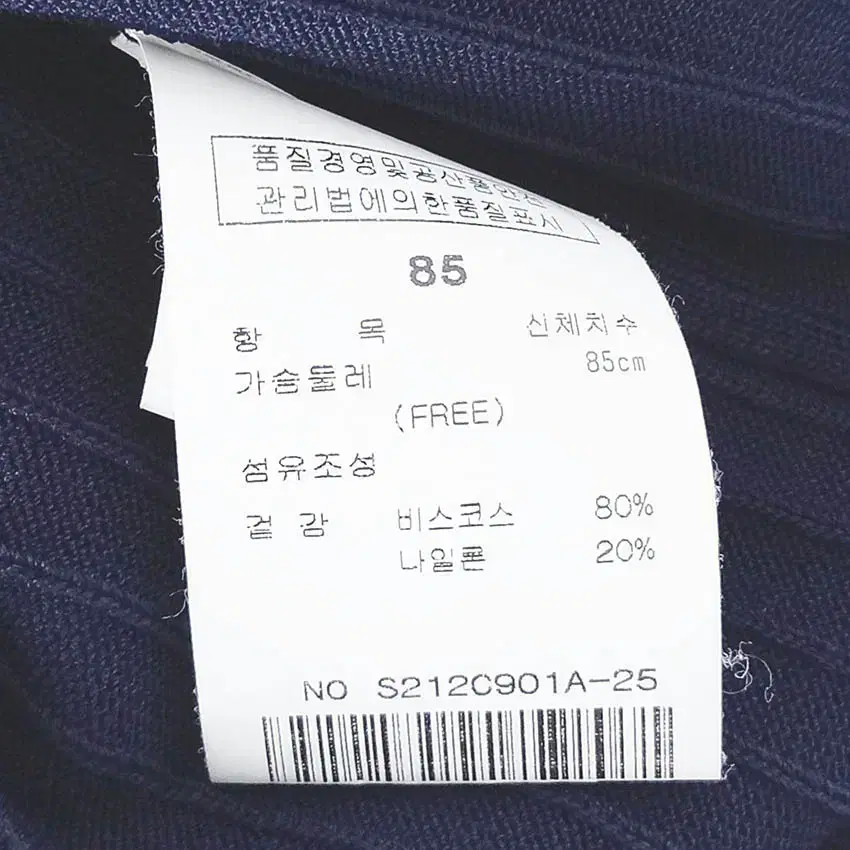 품질경영및공산품안전
관리법에의한품질표시
85
항 목 신체치수
가슴둘레 85cm
(FREE)
섬유조성
겉 감 비스코스 80%
나일론 20%
NO S212C901A-25